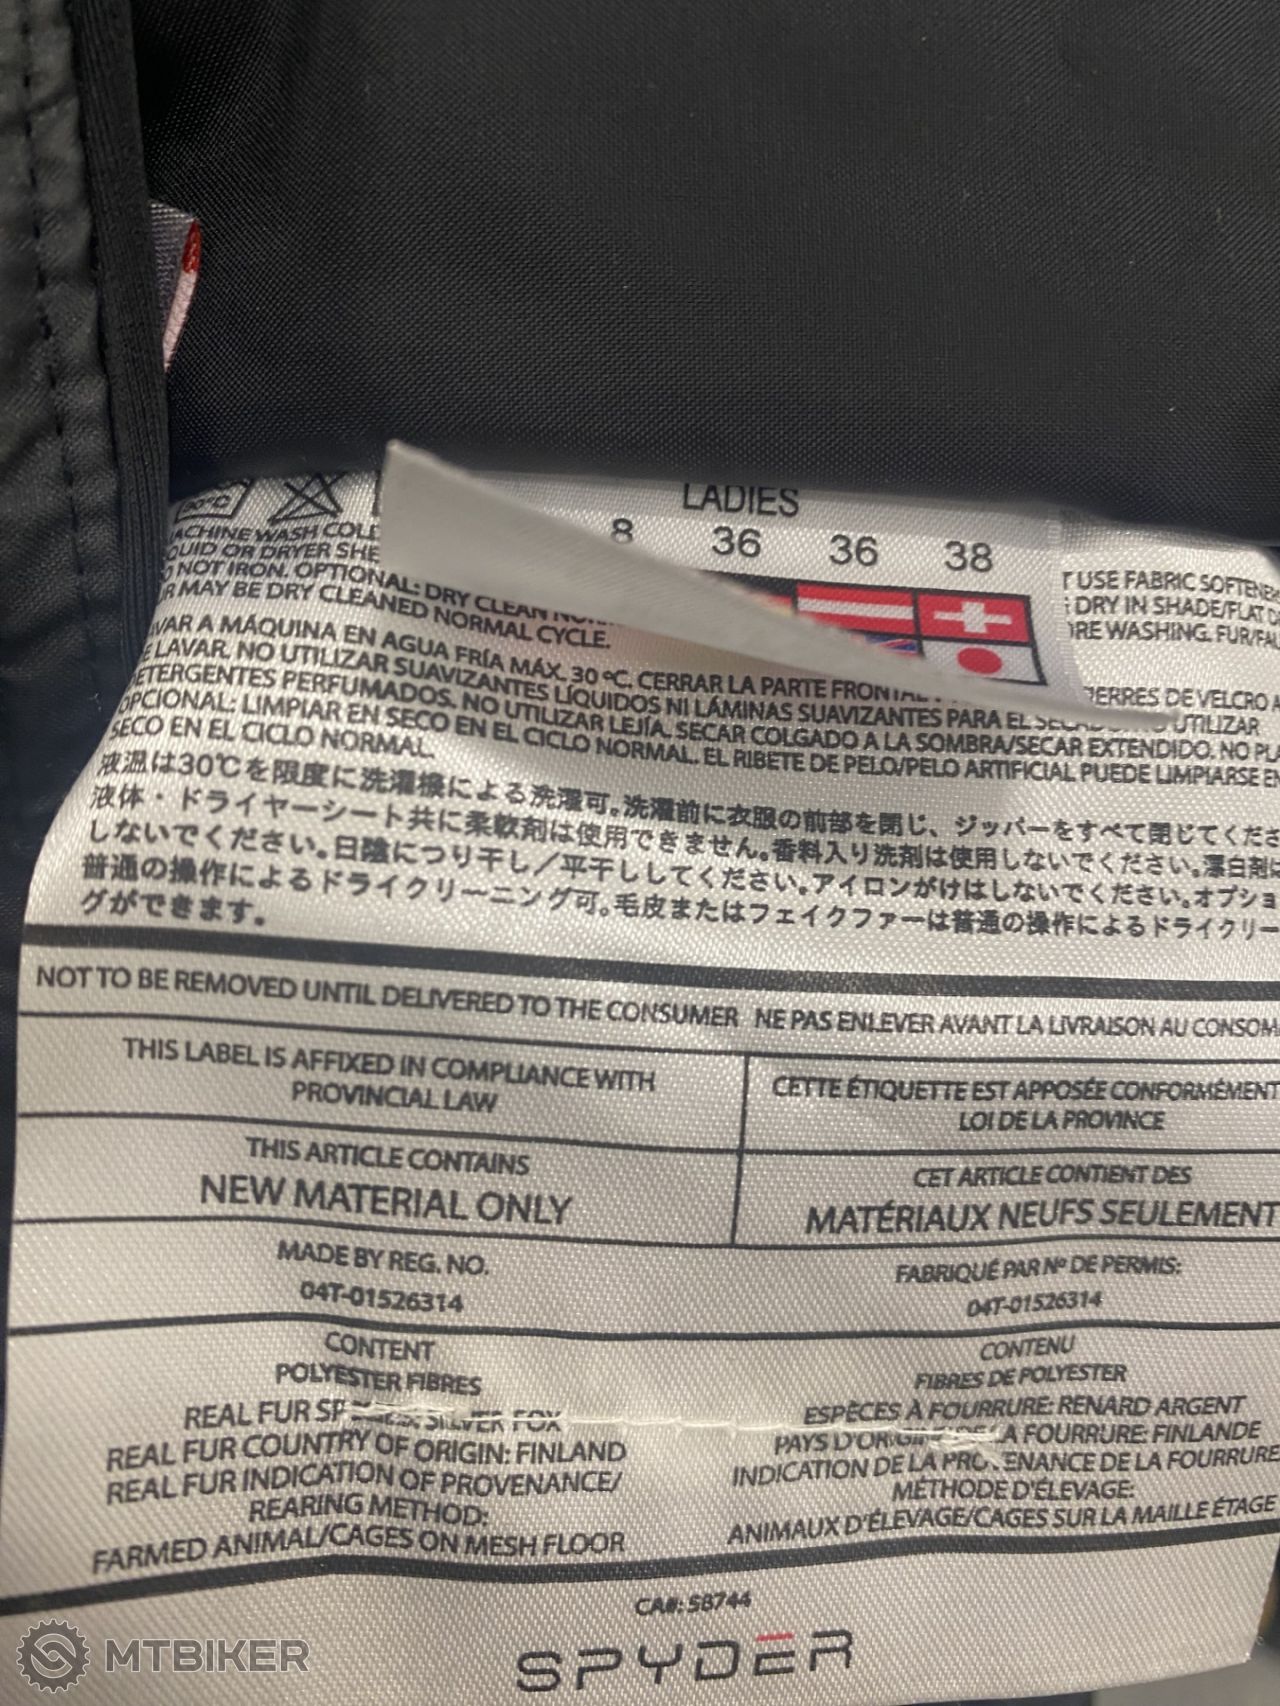 30°C
LADIES
8 36 36 38
MACHINE WASH COL
QUID OR DRYER SHE
NOT IRON. OPTIONAL: DRY CLEAN
R MAY BE DRY CLEANED NORMAL CYCLE.
T USE FABRIC SOFTENE
DRY IN SHADE/FLAT D
RE WASHING. FUR/FAU
AVAR A MÁQUINA EN AGUA FRÍA MÁX. 30 ºC. CERRAR LA PARTE FRONTAL IERRES DE VELCRO A
E LAVAR. NO UTILIZAR SUAVIZANTES LÍQUIDOS NI LÁMINAS SUAVIZANTES PARA EL UTILIZAR
ETERGENTES PERFUMADOS. NO UTILIZAR LEJÍA. SECAR COLGADO A LA SOMBRA/SECAR EXTENDIDO. NO PLA
OPCIONAL: LIMPIAR EN SECO EN EL CICLO NORMAL. EL RIBETE DE PELO/PELO ARTIFICIAL PUEDE LIMPIARSE EN
SECO EN EL CICLO NORMAL.
液温は30℃を限度に洗濯機による洗濯可。洗濯前に衣服の前部を閉じ、ジッパーをすべて閉じてくださ
液体・ドライヤーシート共に柔軟剤は使用できません。香料入り洗剤は使用しないでください。漂白剤は
しないでください。日陰につり干し／平干ししてください。アイロンがけはしないでください。オプショ
普通の操作によるドライクリーニング可。毛皮またはフェイクファーは普通の操作によるドライクリー
グができます。
NOT TO BE REMOVED UNTIL DELIVERED TO THE CONSUMER NE PAS ENLEVER AVANT LA LIVRAISON AU CONSOM
THIS LABEL IS AFFIXED IN COMPLIANCE WITH
PROVINCIAL LAW
CETTE ÉTIQUETTE EST APPOSÉE CONFORMÉMENT
LOI DE LA PROVINCE
THIS ARTICLE CONTAINS
NEW MATERIAL ONLY
CET ARTICLE CONTIENT DES
MATÉRIAUX NEUFS SEULEMENT
MADE BY REG. NO.
04T-01526314
FABRIQUÉ PAR Nº DE PERMIS:
04T-01526314
CONTENT
POLYESTER FIBRES
REAL FUR SP SILVER FOX
REAL FUR COUNTRY OF ORIGIN: FINLAND
REAL FUR INDICATION OF PROVENANCE/
REARING METHOD:
FARMED ANIMAL/CAGES ON MESH FLOOR
CONTENU
FIBRES DE POLYESTER
ESPÈCES À FOURRURE: RENARD ARGENT
PAYS D'ORIGINE DE LA FOURRURE: FINLANDE
INDICATION DE LA PROVENANCE DE LA FOURRURE
MÉTHODE D'ÉLEVAGE:
ANIMAUX D'ÉLEVAGE/CAGES SUR LA MAILLE ÉTAGE
CA#: 58744
SPYDER
MTBIKER